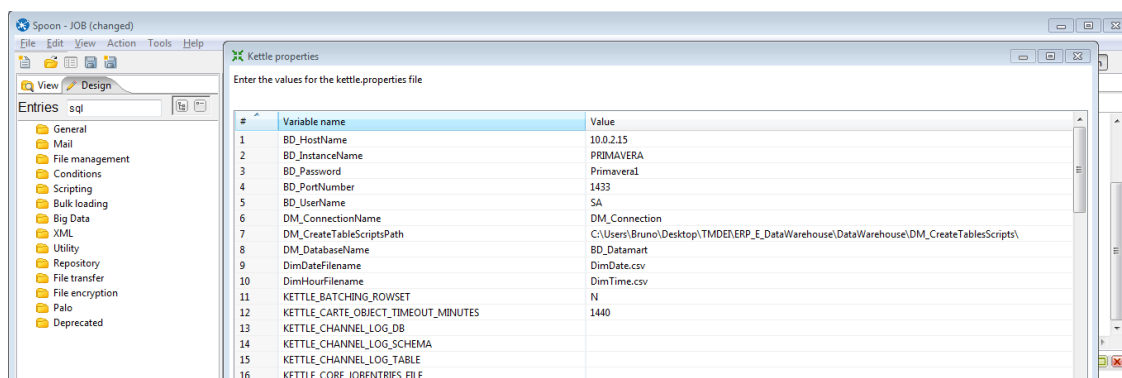 Spoon - JOB (changed)
File Edit View Action Tools Help
View Design
Entries sql
General
Mail
File management
Conditions
Scripting
Bulk loading
Big Data
XML
Utility
Repository
File transfer
File encryption
Palo
Deprecated
Kettle properties
Enter the values for the kettle.properties file
# Variable name Value
1 BD_HostName 10.0.2.15
2 BD_InstanceName PRIMAVERA
3 BD_Password Primavera1
4 BD_PortNumber 1433
5 BD_UserName SA
6 DM_ConnectionName DM_Connection
7 DM_CreateTableScriptsPath C:\Users\Bruno\Desktop\TMDEI\ERP_E_DataWarehouse\DataWarehouse\DM_CreateTablesScripts\
8 DM_DatabaseName BD_Datamart
9 DimDateFilename DimDate.csv
10 DimHourFilename DimTime.csv
11 KETTLE_BATCHING_ROWSET N
12 KETTLE_CARTE_OBJECT_TIMEOUT_MINUTES 1440
13 KETTLE_CHANNEL_LOG_DB
14 KETTLE_CHANNEL_LOG_SCHEMA
15 KETTLE_CHANNEL_LOG_TABLE
16 KETTLE_CORE_JOBENTRIES_FILE